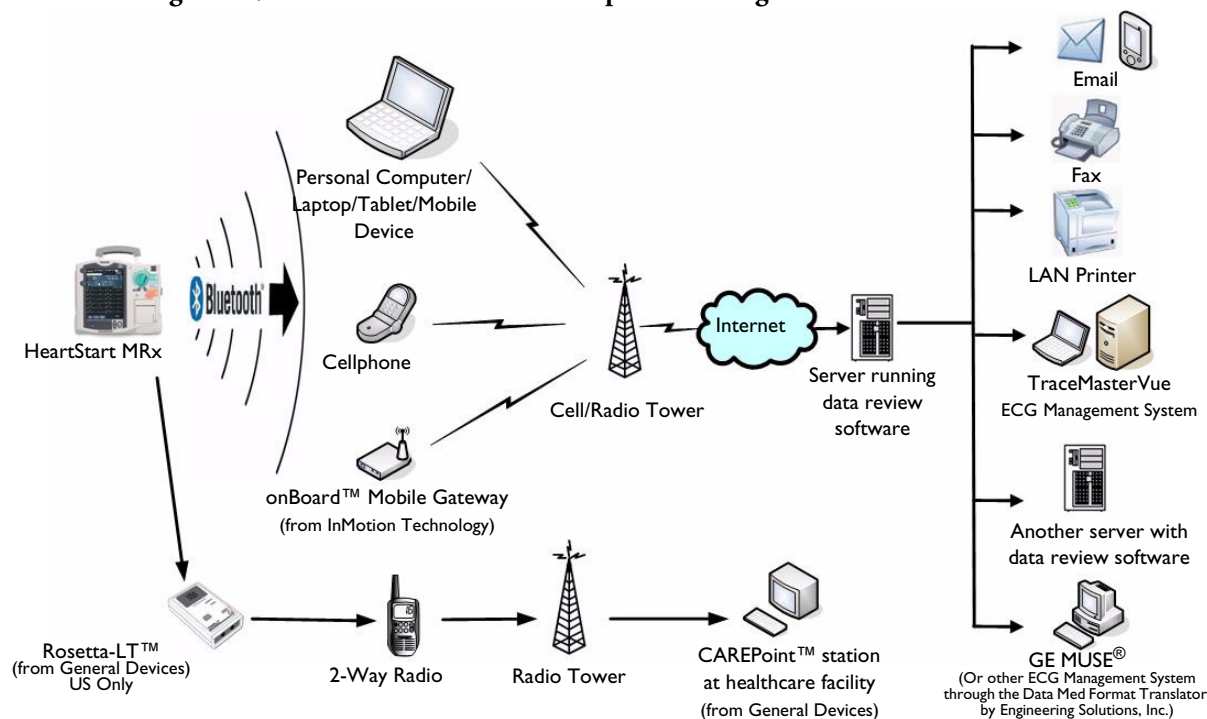 Personal Computer/
Laptop/Tablet/Mobile
Device
Bluetooth®
HeartStart MRx
Cellphone
onBoard™ Mobile Gateway
(from InMotion Technology)
Cell/Radio Tower
Internet
Server running
data review
software
Email
Fax
LAN Printer
TraceMasterVue
ECG Management System
Another server with
data review software
GE MUSE®
(Or other ECG Management System
through the Data Med Format Translator
by Engineering Solutions, Inc.)
Rosetta-LT™
(from General Devices)
US Only
2-Way Radio
Radio Tower
CAREPoint™ station
at healthcare facility
(from General Devices)